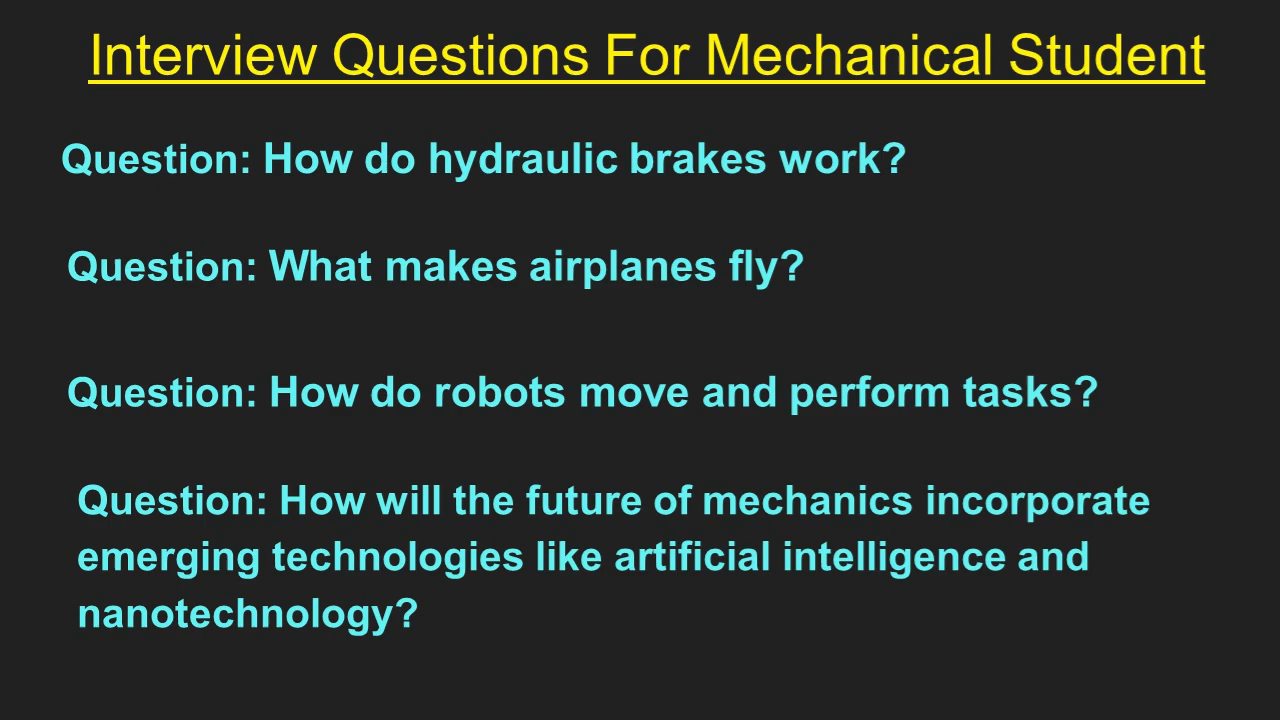 Interview Questions For Mechanical Student
Question: How do hydraulic brakes work?
Question: What makes airplanes fly?
Question: How do robots move and perform tasks?
Question: How will the future of mechanics incorporate
emerging technologies like artificial intelligence and
nanotechnology?